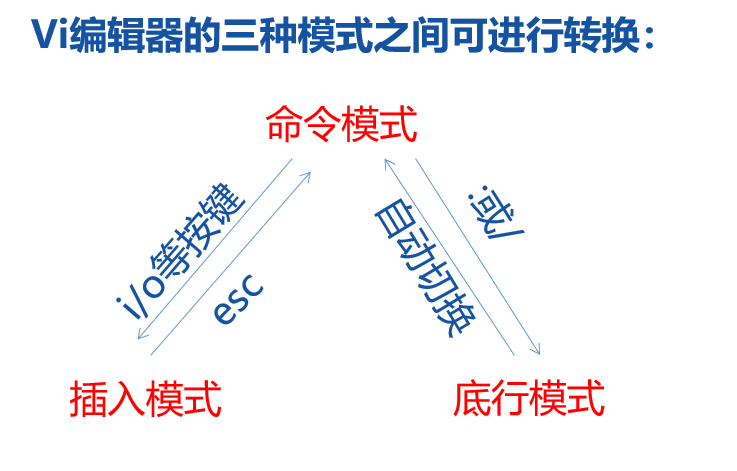 Vi编辑器的三种模式之间可进行转换：
命令模式
i/o等按键
esc
自动切换
:或/
插入模式
底行模式